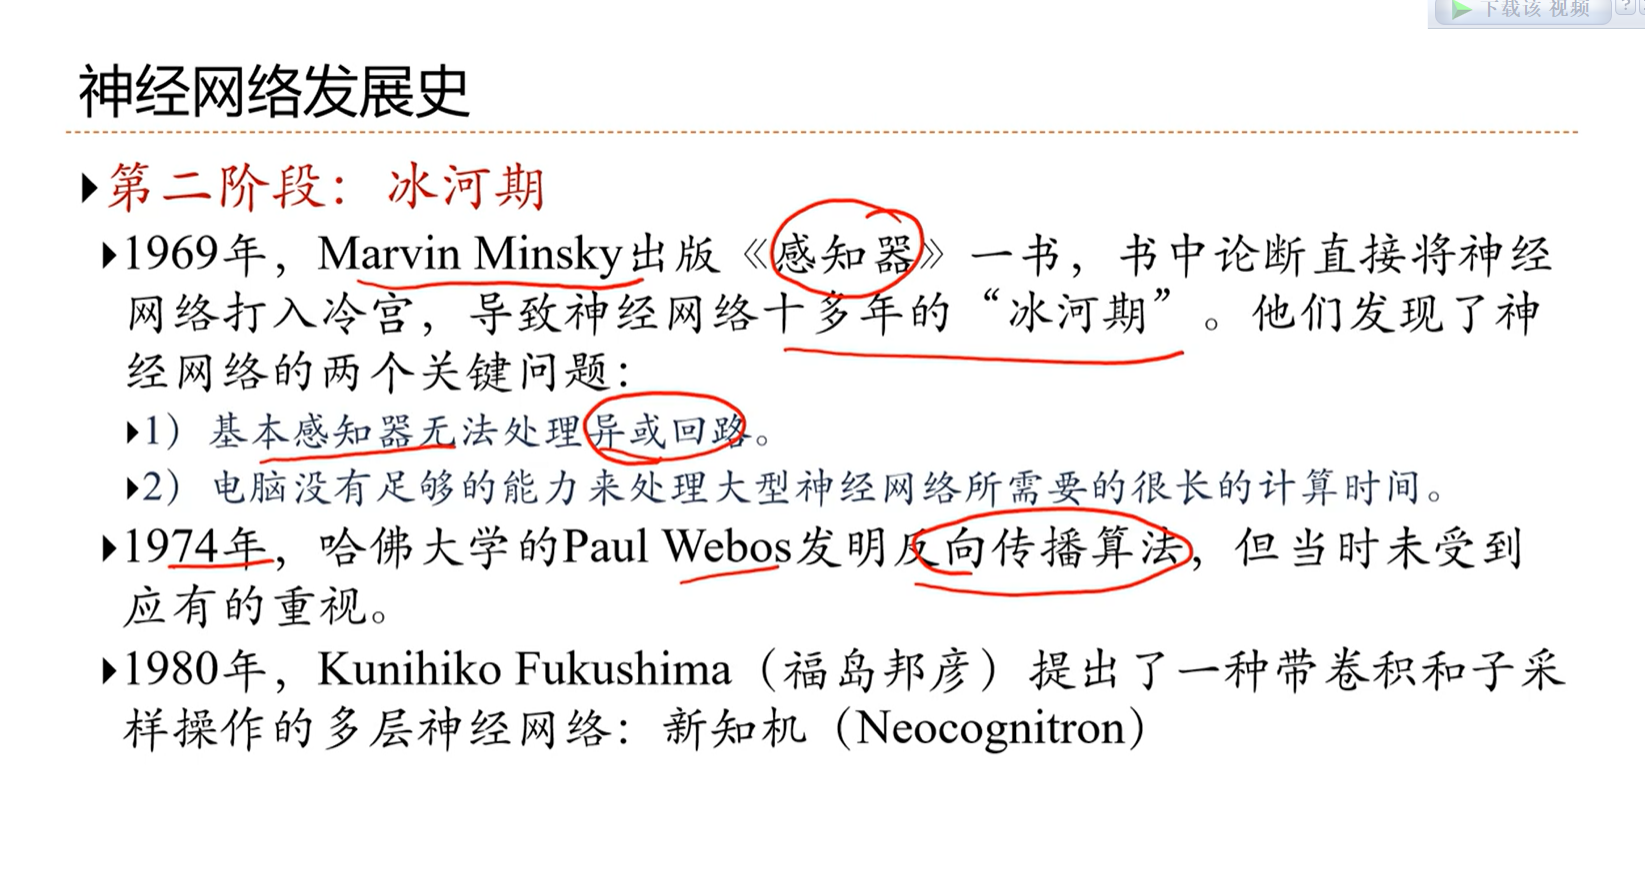 下载该 视频
神经网络发展史
第二阶段：冰河期
1969年，Marvin Minsky出版《感知器》一书，书中论断直接将神经
网络打入冷宫，导致神经网络十多年的“冰河期”。他们发现了神
经网络的两个关键问题：
1）基本感知器无法处理异或回路。
2）电脑没有足够的能力来处理大型神经网络所需要的很长的计算时间。
1974年，哈佛大学的Paul Webos发明反向传播算法，但当时未受到
应有的重视。
1980年，Kunihiko Fukushima（福岛邦彦）提出了一种带卷积和子采
样操作的多层神经网络：新知机（Neocognitron）